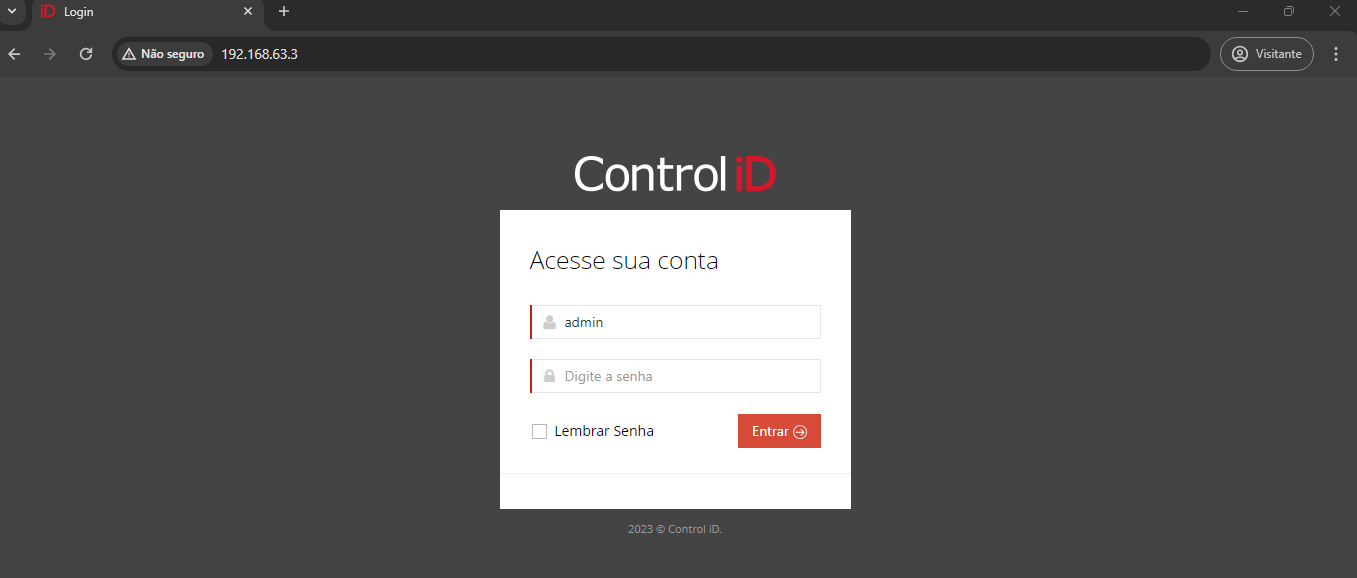 iD Login
Não seguro 192.168.63.3 Visitante
Control iD
Acesse sua conta
admin
Digite a senha
Lembrar Senha Entrar
2023 © Control iD.